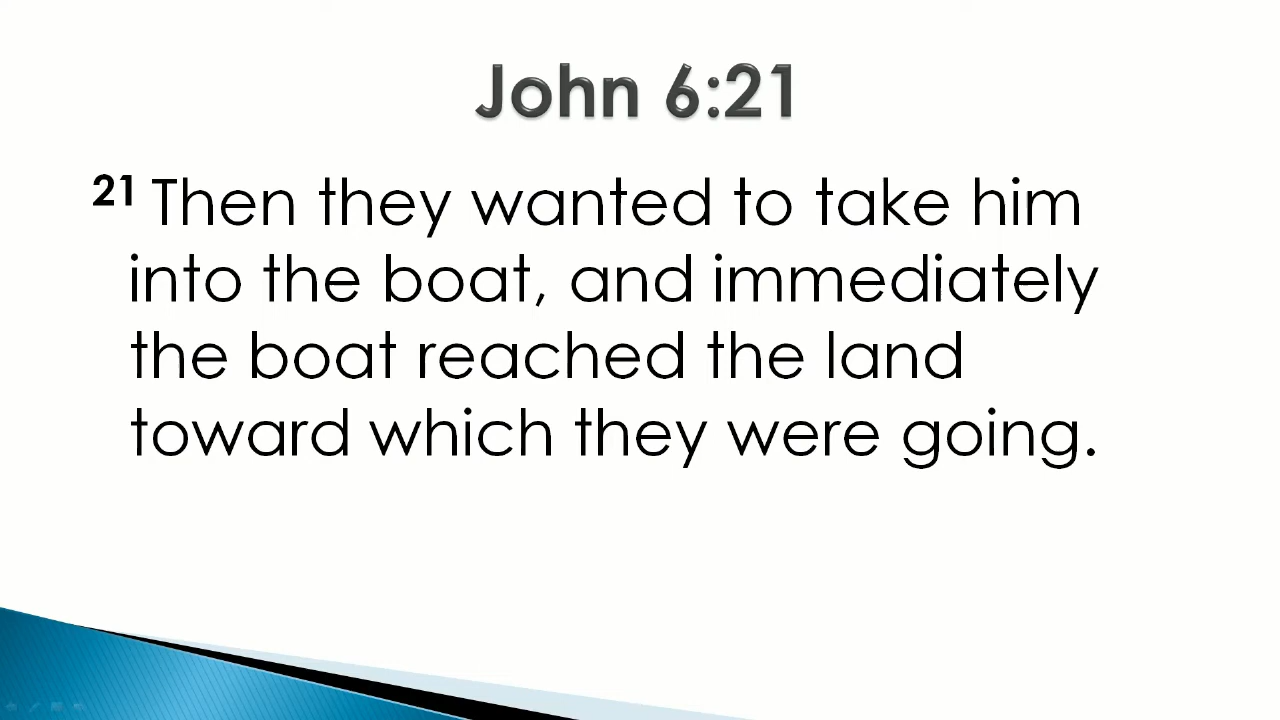 John 6:21
21 Then they wanted to take him
into the boat, and immediately
the boat reached the land
toward which they were going.